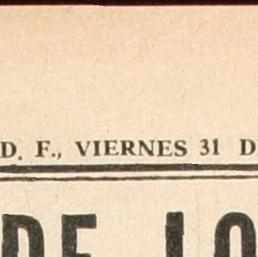 D. F., VIERNES 31 D
DE LO